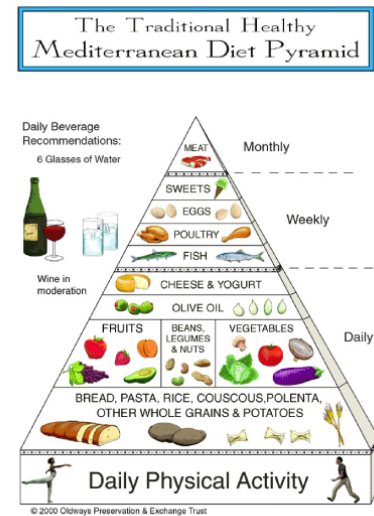 The Traditional Healthy
Mediterranean Diet Pyramid
Daily Beverage
Recommendations:
6 Glasses of Water
Wine in
moderation
MEAT
Monthly
SWEETS
EGGS
Weekly
POULTRY
FISH
CHEESE & YOGURT
OLIVE OIL
Daily
FRUITS
BEANS,
LEGUMES
& NUTS
VEGETABLES
BREAD, PASTA, RICE, COUSCOUS,POLENTA,
OTHER WHOLE GRAINS & POTATOES
Daily Physical Activity
© 2000 Oldways Preservation & Exchange Trust